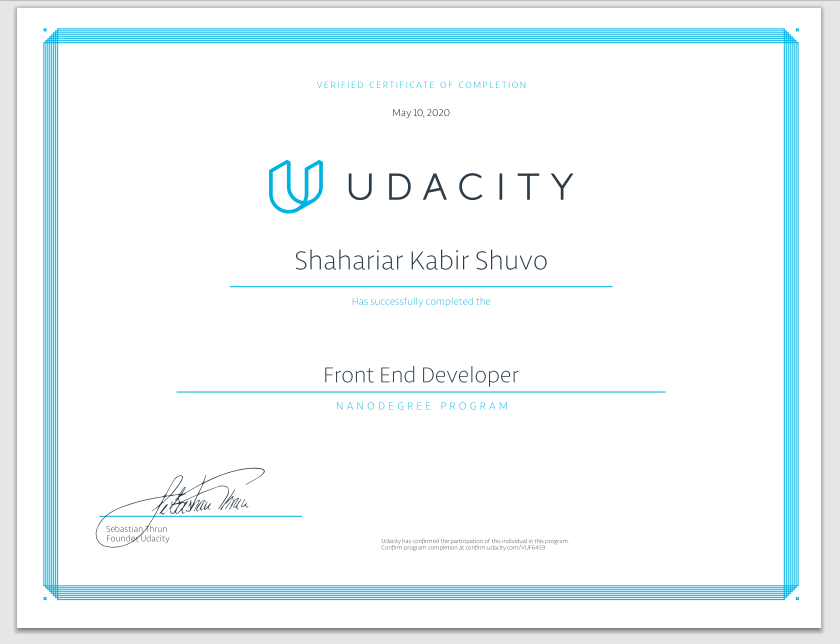 VERIFIED CERTIFICATE OF COMPLETION
May 10, 2020
UDACITY
Shahariar Kabir Shuvo
Has successfully completed the
Front End Developer
NANODEGREE PROGRAM
Sebastian Thrun
Sebastian Thrun
Founder, Udacity
Udacity has confirmed the participation of this individual in this program.
Confirm program completion at confirm.udacity.com/VUF6459